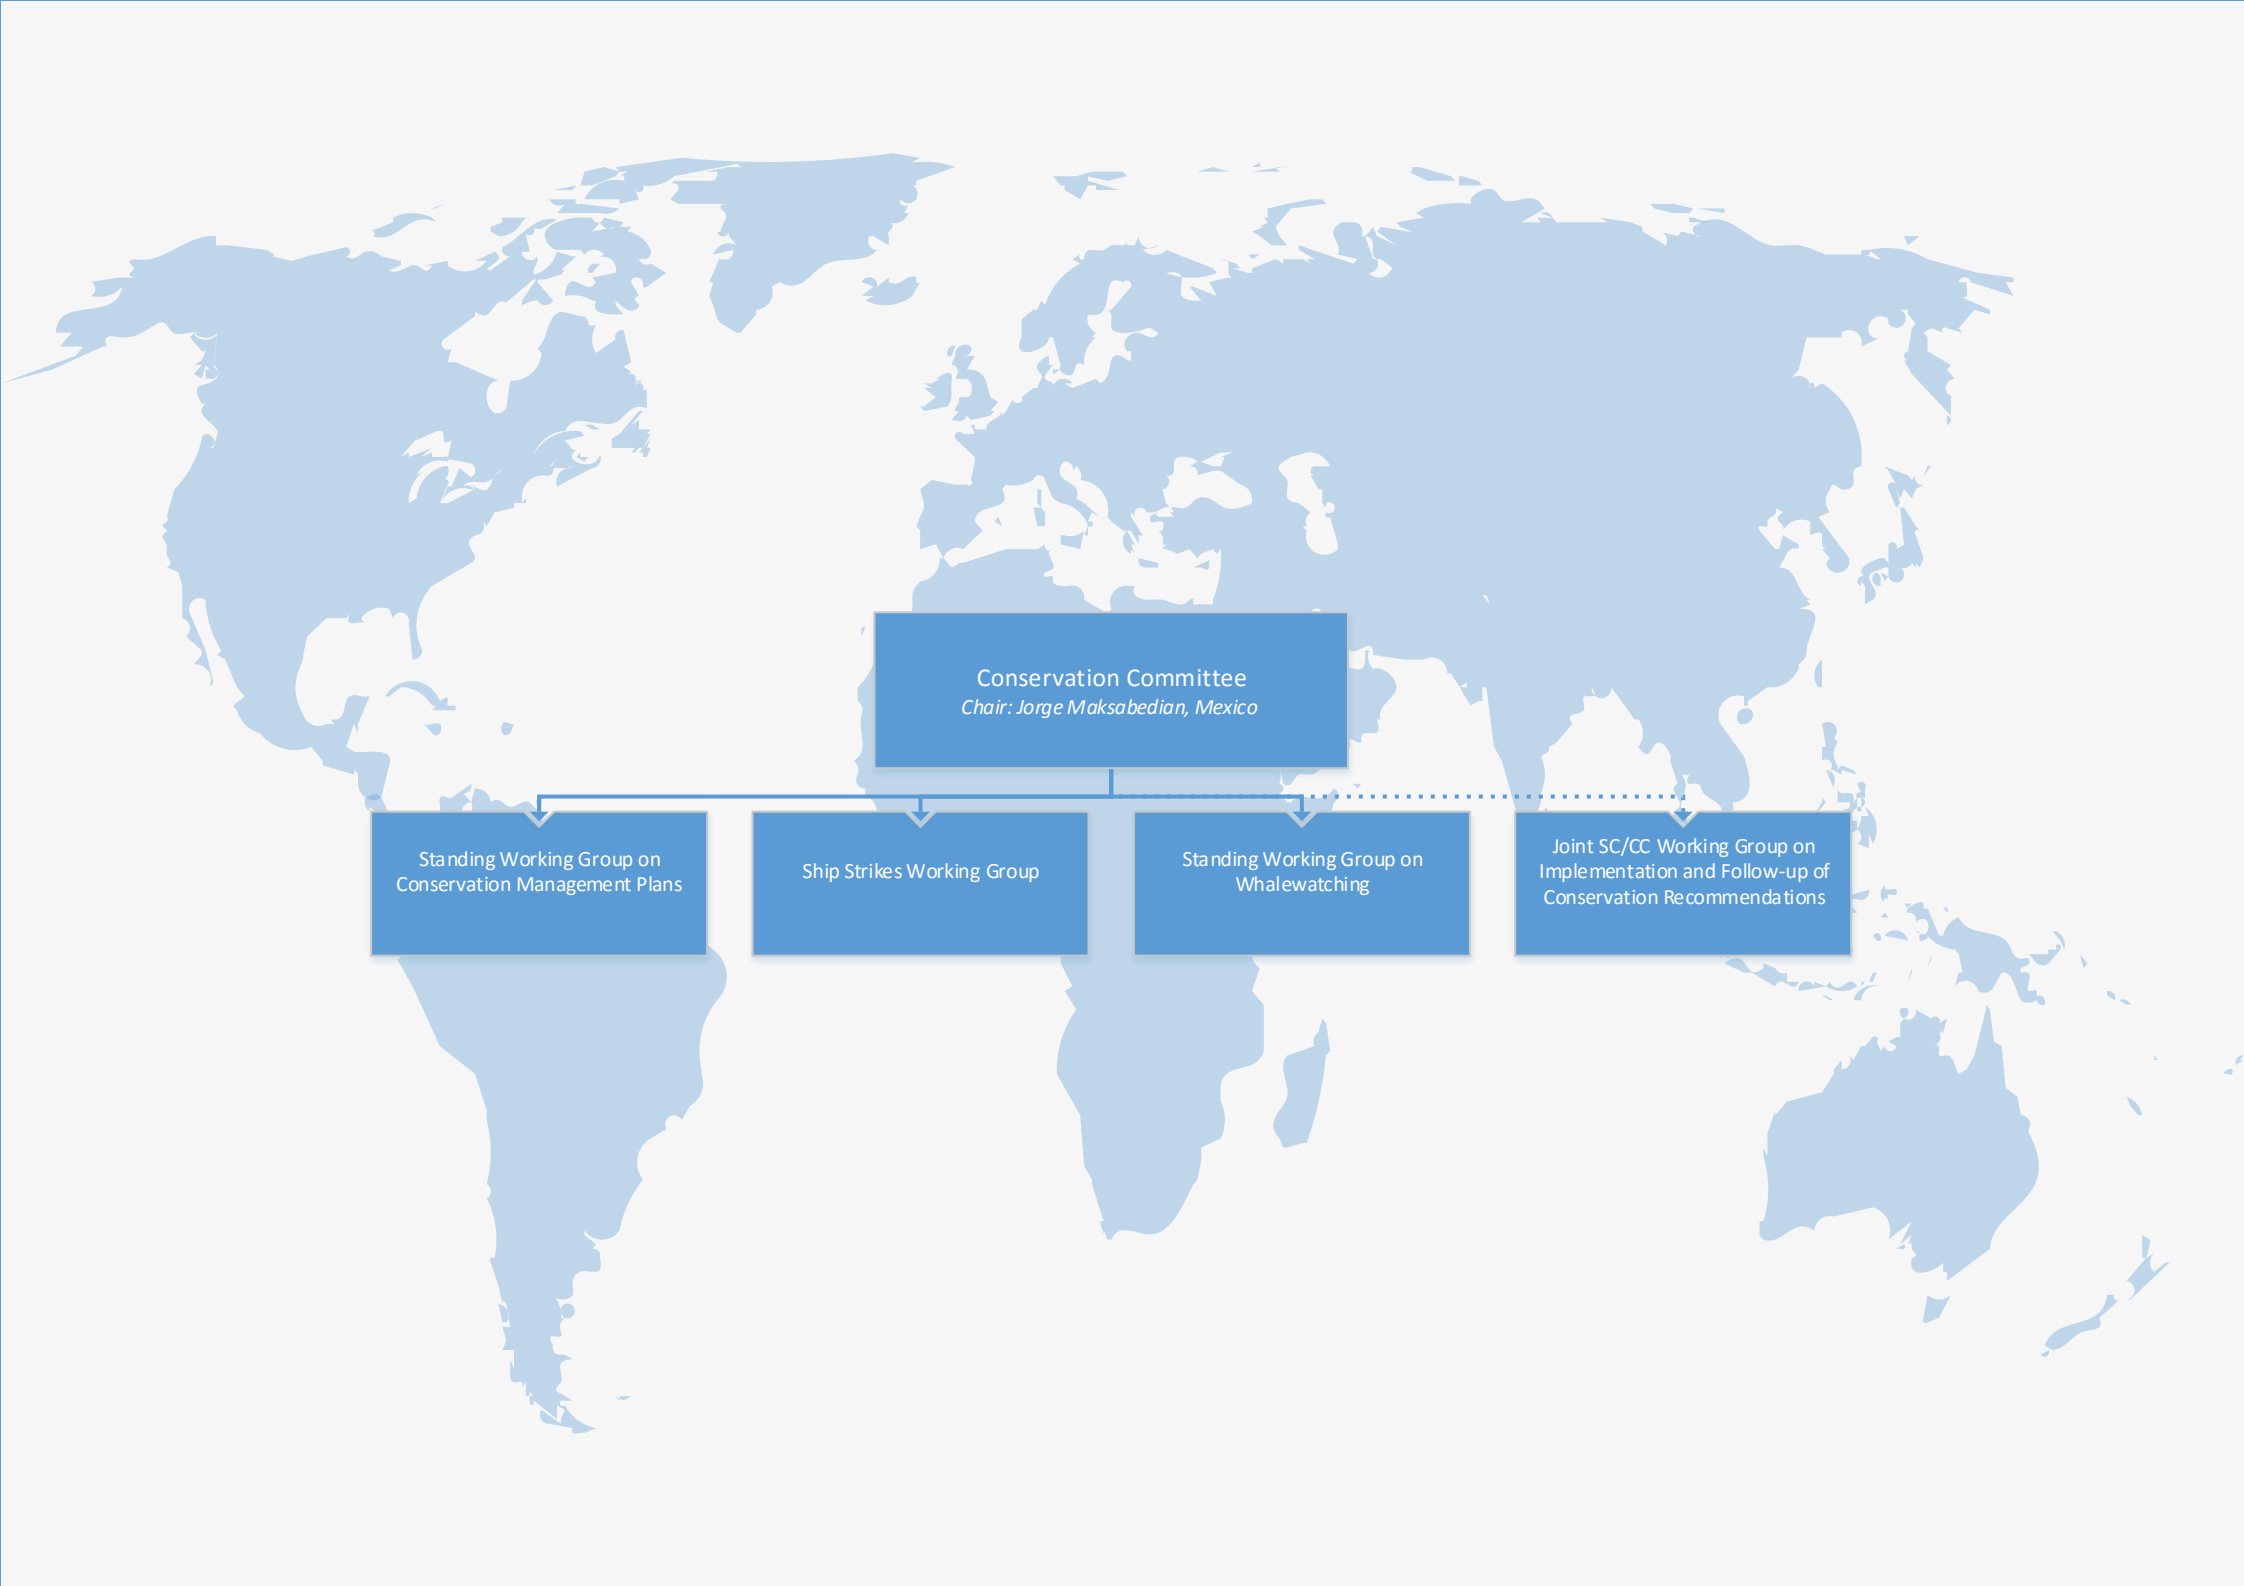 Conservation Committee
Chair: Jorge Maksabedian, Mexico
Standing Working Group on
Conservation Management Plans
Ship Strikes Working Group
Standing Working Group on
Whalewatching
Joint SC/CC Working Group on
Implementation and Follow-up of
Conservation Recommendations